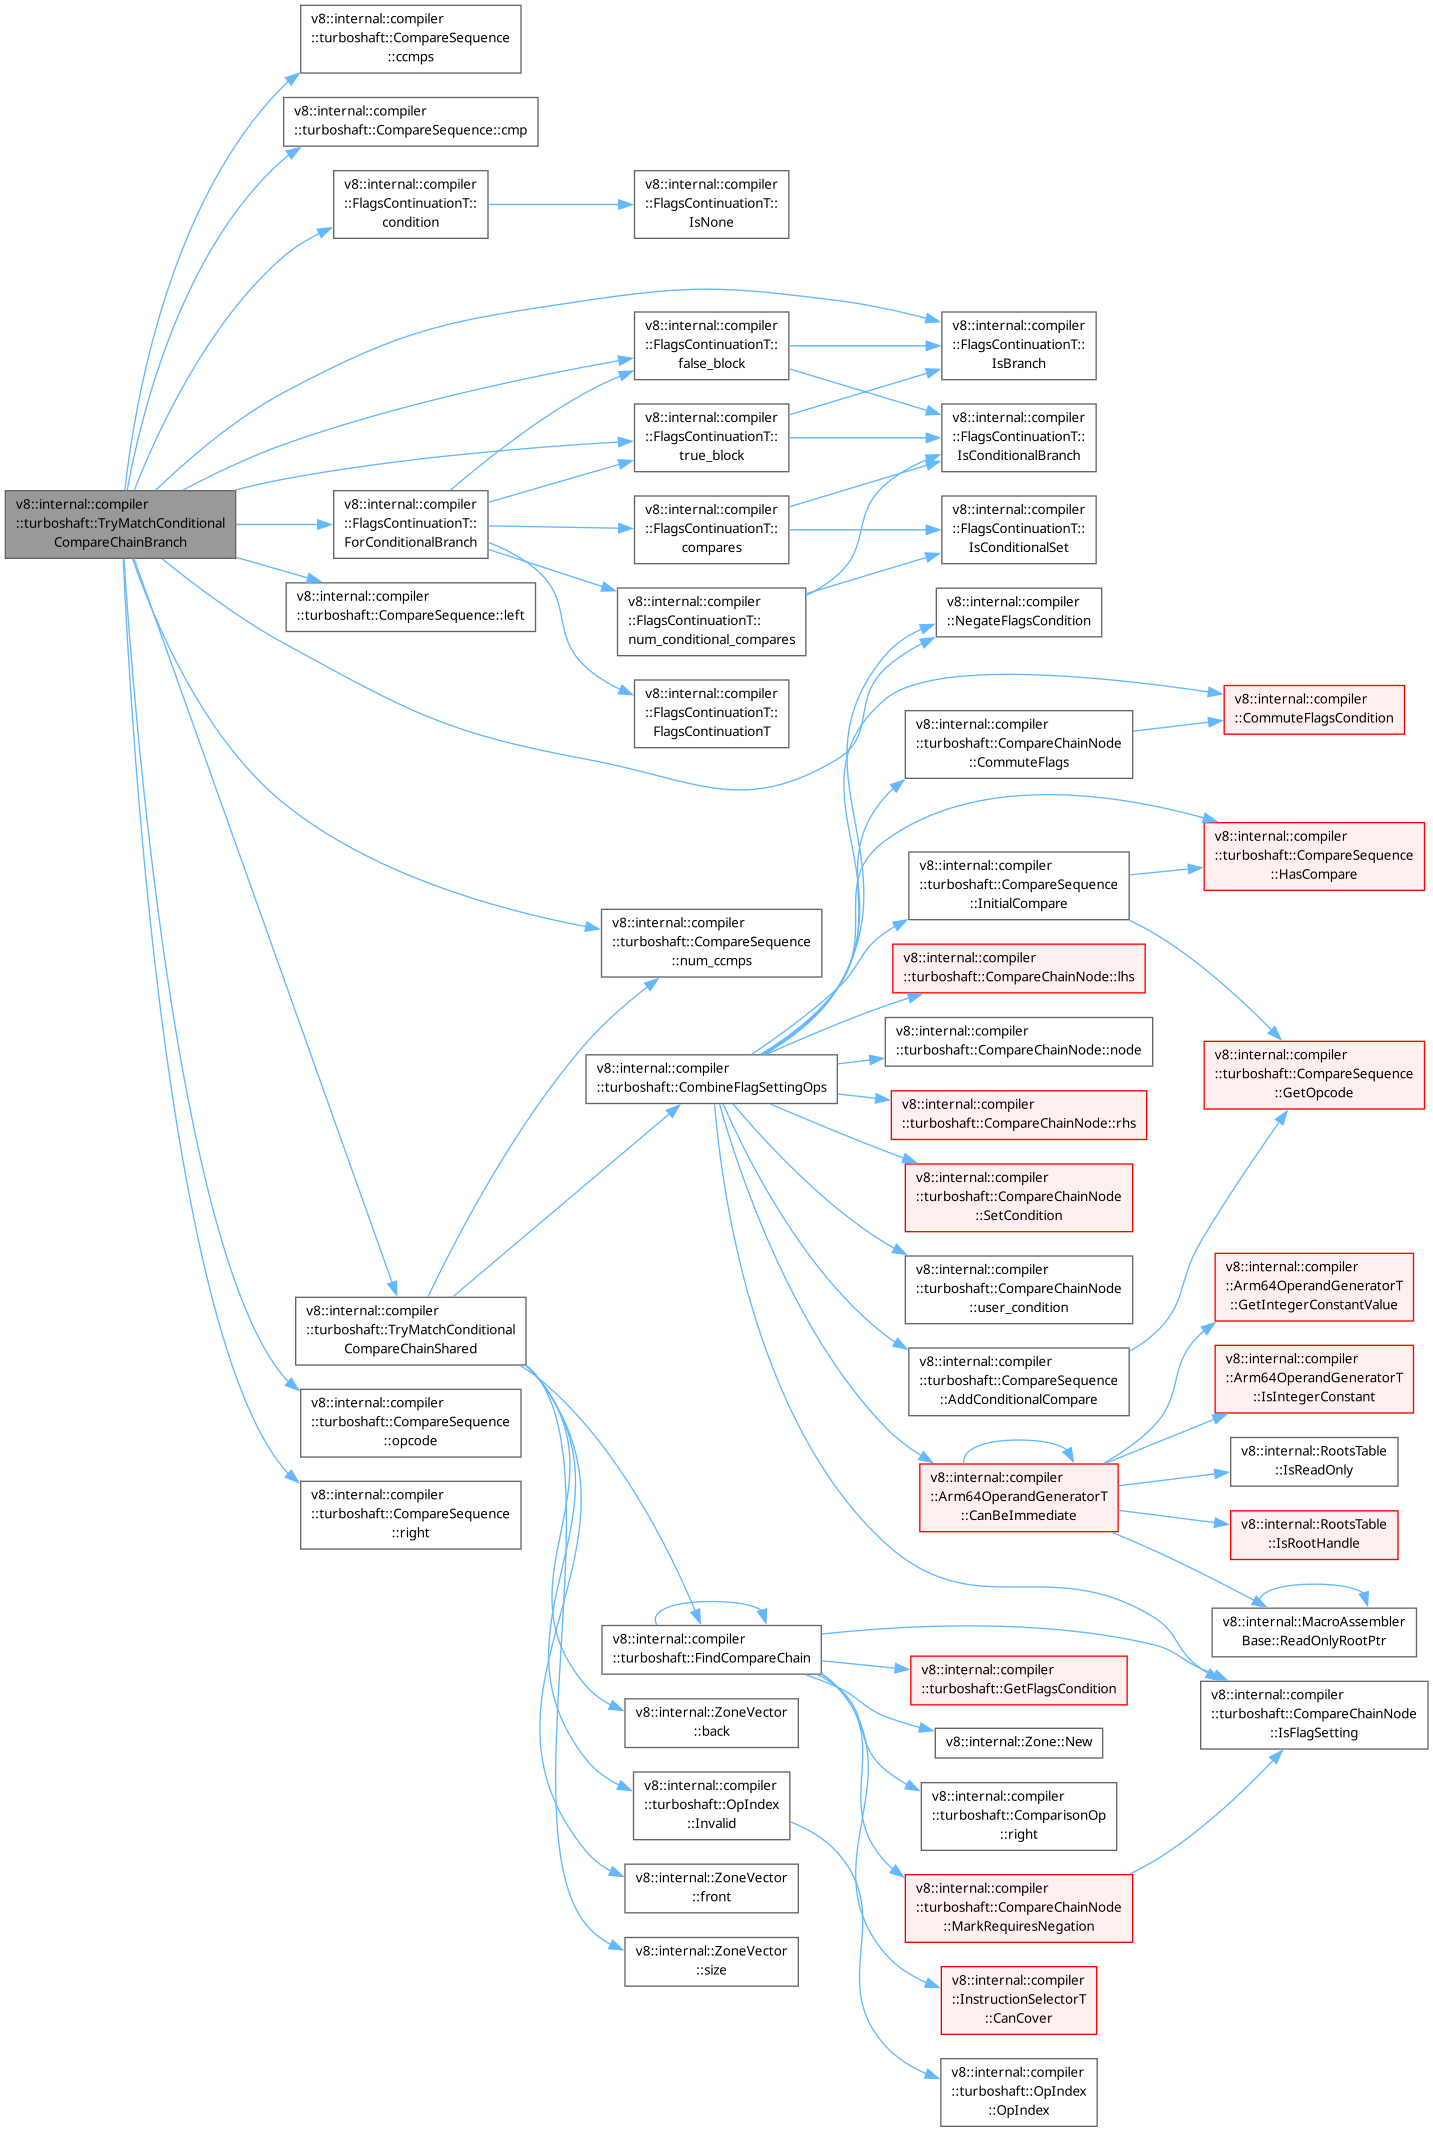 v8::internal::compiler
::turboshaft::CompareSequence
::ccmps
v8::internal::compiler
::turboshaft::CompareSequence::cmp
v8::internal::compiler
::FlagsContinuationT::
condition
v8::internal::compiler
::FlagsContinuationT::
IsNone
v8::internal::compiler
::FlagsContinuationT::
false_block
v8::internal::compiler
::FlagsContinuationT::
IsBranch
v8::internal::compiler
::FlagsContinuationT::
true_block
v8::internal::compiler
::FlagsContinuationT::
IsConditionalBranch
v8::internal::compiler
::turboshaft::TryMatchConditional
CompareChainBranch
v8::internal::compiler
::FlagsContinuationT::
ForConditionalBranch
v8::internal::compiler
::FlagsContinuationT::
compares
v8::internal::compiler
::FlagsContinuationT::
IsConditionalSet
v8::internal::compiler
::turboshaft::CompareSequence::left
v8::internal::compiler
::FlagsContinuationT::
num_conditional_compares
v8::internal::compiler
::NegateFlagsCondition
v8::internal::compiler
::FlagsContinuationT::
FlagsContinuationT
v8::internal::compiler
::CommuteFlagsCondition
v8::internal::compiler
::turboshaft::CompareChainNode
::CommuteFlags
v8::internal::compiler
::turboshaft::CompareSequence
::HasCompare
v8::internal::compiler
::turboshaft::CompareSequence
::InitialCompare
v8::internal::compiler
::turboshaft::CompareSequence
::num_ccmps
v8::internal::compiler
::turboshaft::CompareChainNode::lhs
v8::internal::compiler
::turboshaft::CompareChainNode::node
v8::internal::compiler
::turboshaft::CombineFlagSettingOps
v8::internal::compiler
::turboshaft::CompareSequence
::GetOpcode
v8::internal::compiler
::turboshaft::CompareChainNode::rhs
v8::internal::compiler
::turboshaft::CompareChainNode
::SetCondition
v8::internal::compiler
::turboshaft::CompareChainNode
::user_condition
v8::internal::compiler
::turboshaft::TryMatchConditional
CompareChainShared
v8::internal::compiler
::turboshaft::CompareSequence
::AddConditionalCompare
v8::internal::compiler
::Arm64OperandGeneratorT
::GetIntegerConstantValue
v8::internal::compiler
::Arm64OperandGeneratorT
::IsIntegerConstant
v8::internal::compiler
::turboshaft::CompareSequence
::opcode
v8::internal::RootsTable
::IsReadOnly
v8::internal::compiler
::turboshaft::CompareSequence
::right
v8::internal::compiler
::Arm64OperandGeneratorT
::CanBeImmediate
v8::internal::RootsTable
::IsRootHandle
v8::internal::MacroAssembler
Base::ReadOnlyRootPtr
v8::internal::compiler
::turboshaft::FindCompareChain
v8::internal::compiler
::turboshaft::GetFlagsCondition
v8::internal::compiler
::turboshaft::CompareChainNode
::IsFlagSetting
v8::internal::ZoneVector
::back
v8::internal::Zone::New
v8::internal::compiler
::turboshaft::OpIndex
::Invalid
v8::internal::compiler
::turboshaft::ComparisonOp
::right
v8::internal::ZoneVector
::front
v8::internal::compiler
::turboshaft::CompareChainNode
::MarkRequiresNegation
v8::internal::ZoneVector
::size
v8::internal::compiler
::InstructionSelectorT
::CanCover
v8::internal::compiler
::turboshaft::OpIndex
::OpIndex